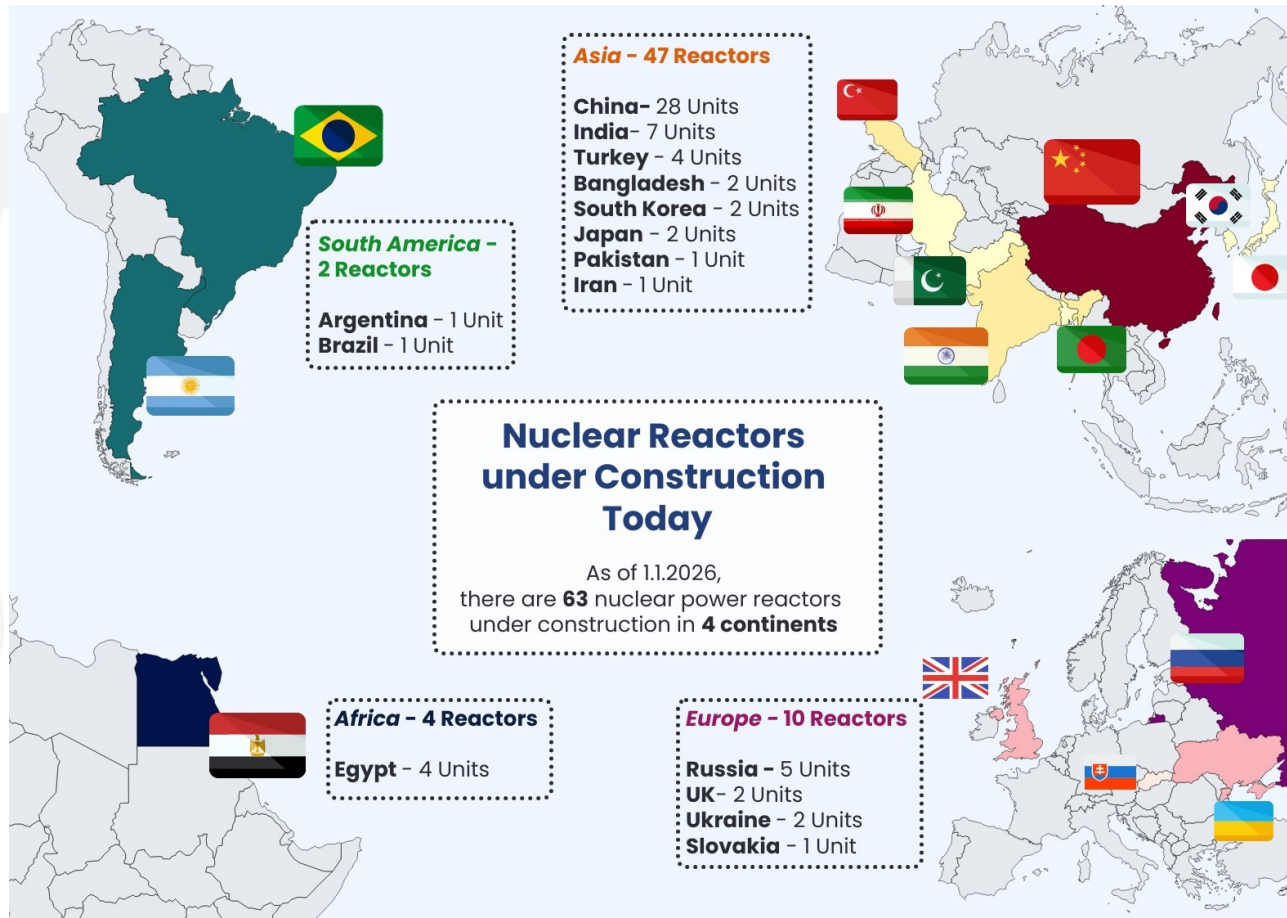 Asia - 47 Reactors
China- 28 Units
India- 7 Units
Turkey - 4 Units
Bangladesh - 2 Units
South Korea - 2 Units
Japan - 2 Units
Pakistan - 1 Unit
Iran - 1 Unit
South America -
2 Reactors
Argentina - 1 Unit
Brazil - 1 Unit
Nuclear Reactors
under Construction
Today
As of 1.1.2026,
there are 63 nuclear power reactors
under construction in 4 continents
Africa - 4 Reactors
Egypt - 4 Units
Europe - 10 Reactors
Russia - 5 Units
UK- 2 Units
Ukraine - 2 Units
Slovakia - 1 Unit